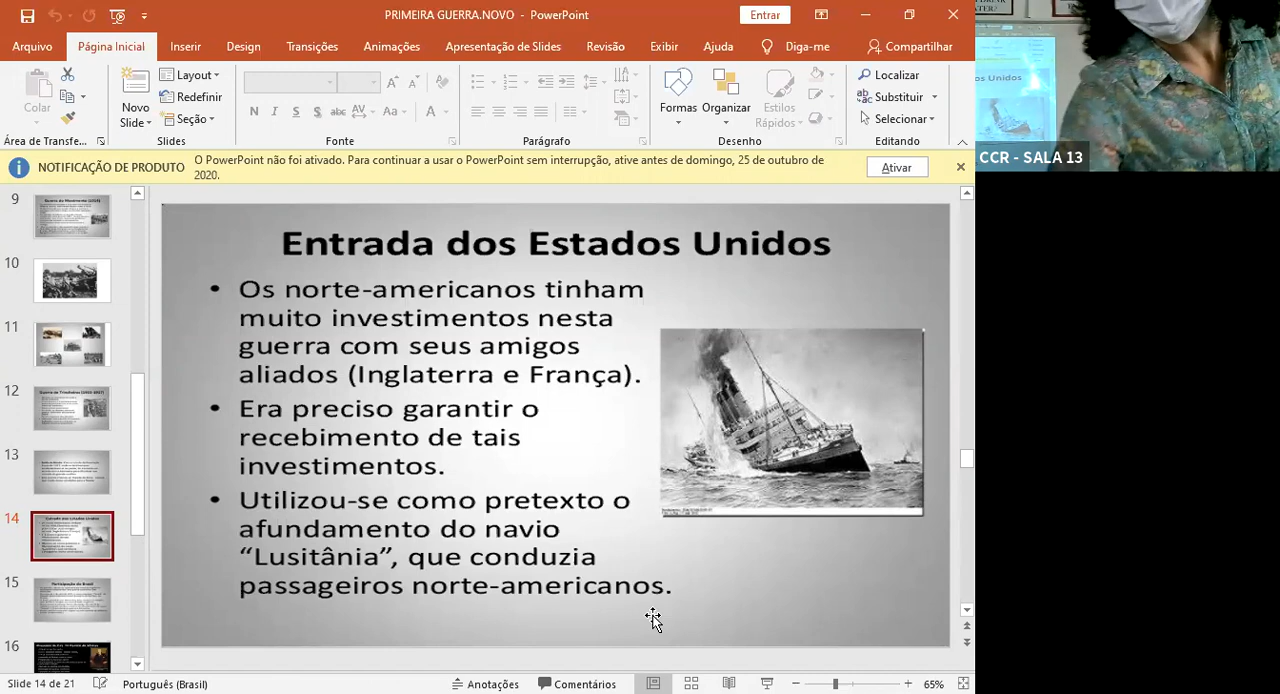 PRIMEIRA GUERRA.NOVO - PowerPoint
Entrar
Arquivo
Página Inicial
Inserir
Design
Transições
Animações
Apresentação de Slides
Revisão
Exibir
Ajuda
Diga-me
Compartilhar
Colar
Área de Transfer...
Novo
Slide
Layout
Redefinir
Seção
Slides
N I S S abc AV Aa A
Fonte
Parágrafo
Formas
Organizar
Estilos
Rápidos
Desenho
Localizar
Substituir
Selecionar
Editando
NOTIFICAÇÃO DE PRODUTO
O PowerPoint não foi ativado. Para continuar a usar o PowerPoint sem interrupção, ative antes de domingo, 25 de outubro de
2020.
Ativar
CCR - SALA 13
os Unidos
9
10
11
12
13
14
15
16
Entrada dos Estados Unidos
• Os norte-americanos tinham
muito investimentos nesta
guerra com seus amigos
aliados (Inglaterra e França).
• Era preciso garantir o
recebimento de tais
investimentos.
• Utilizou-se como pretexto o
afundamento do navio
“Lusitânia”, que conduzia
passageiros norte-americanos.
Slide 14 de 21
Português (Brasil)
Anotações
Comentários
65%